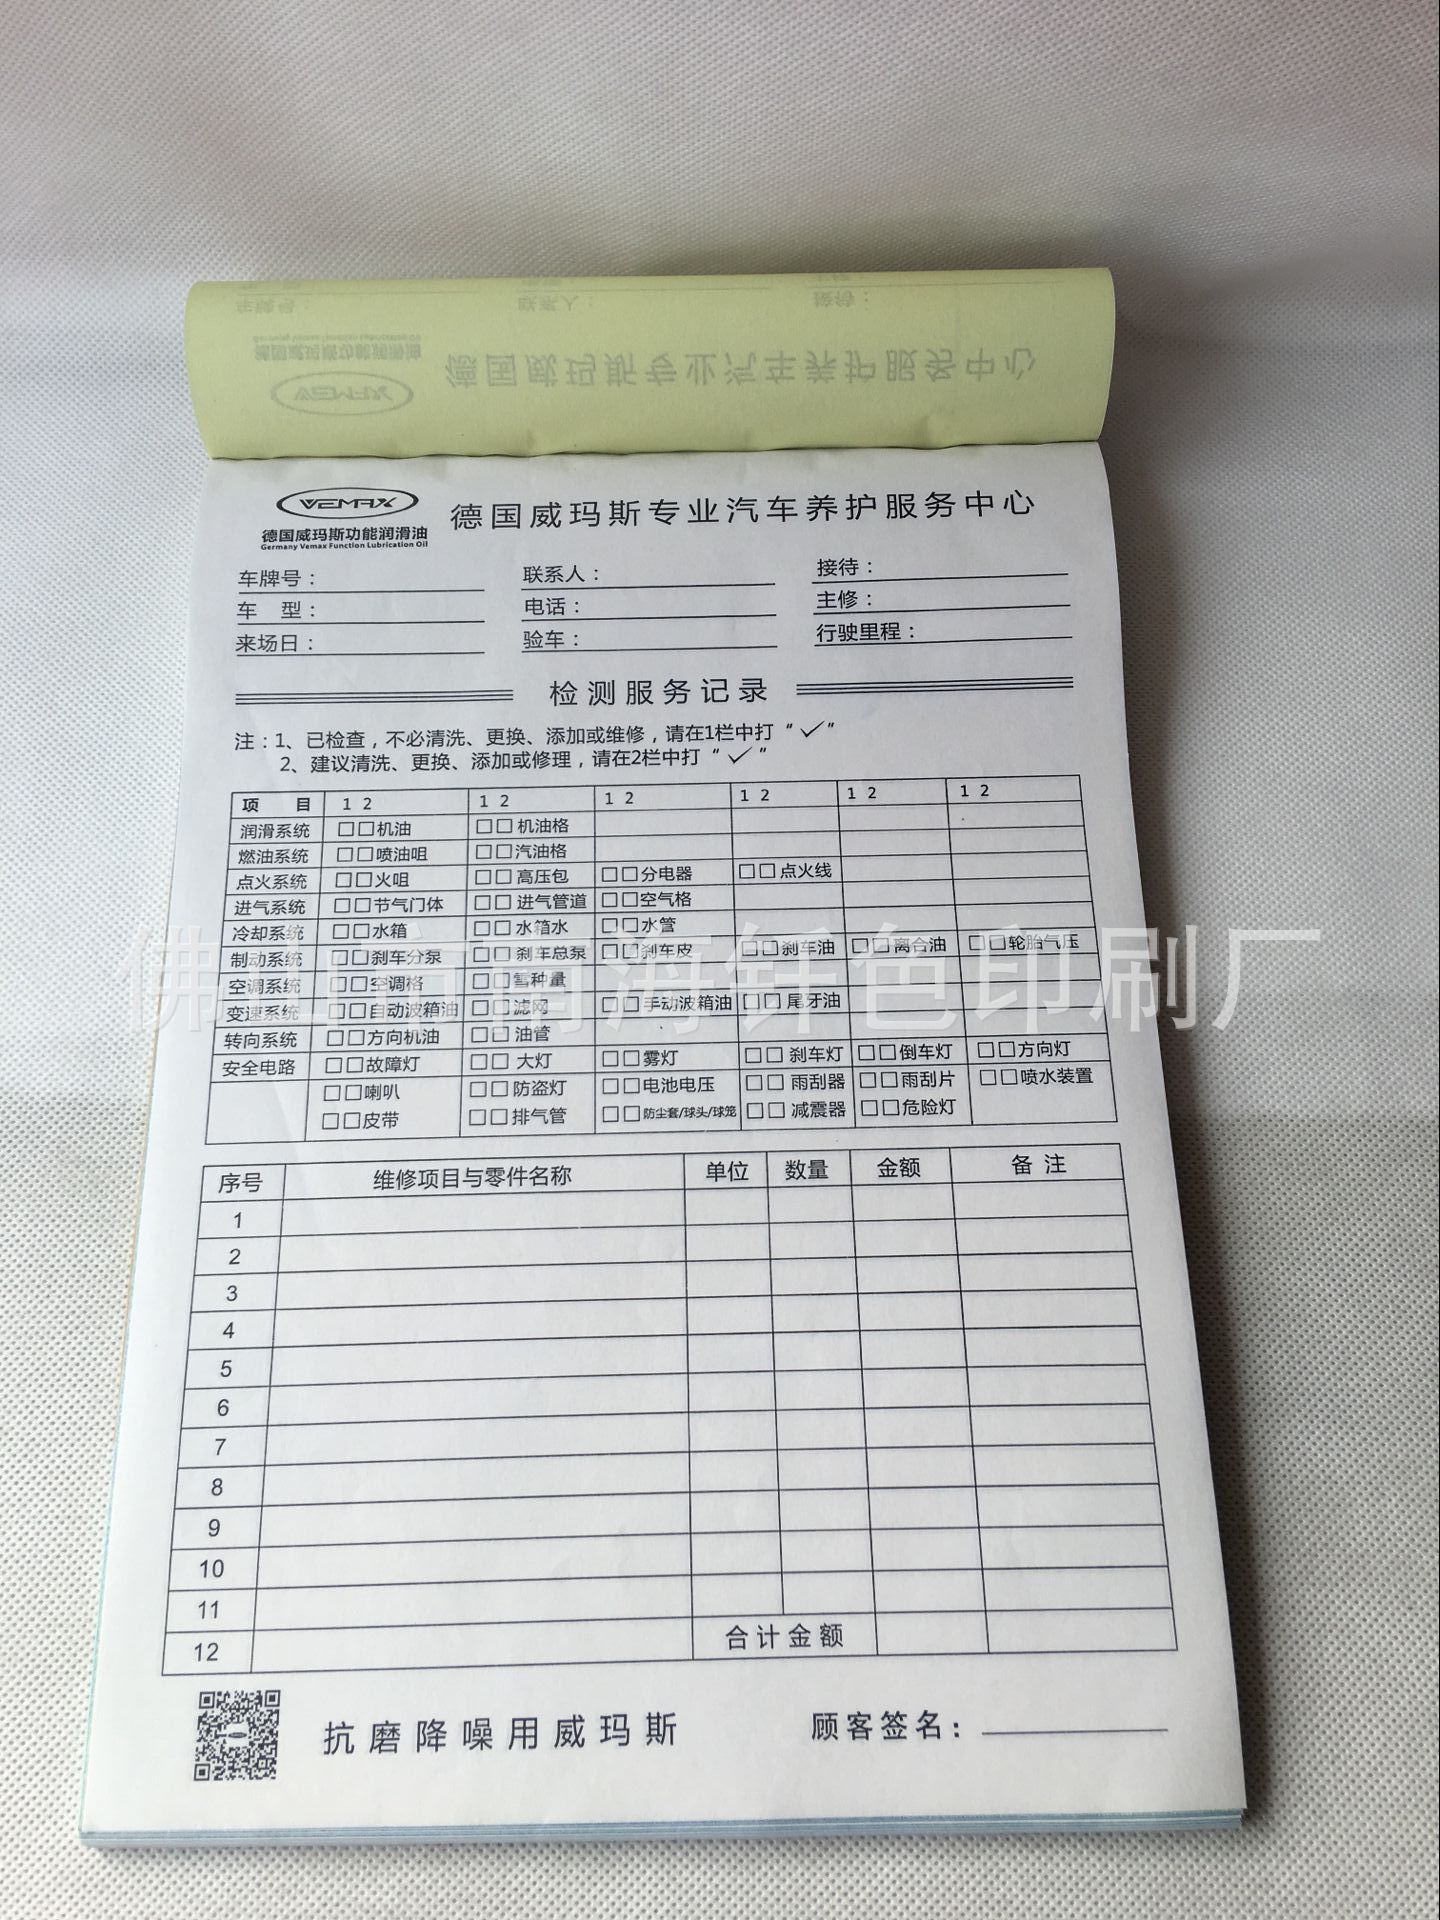 VEMAX
德国威玛斯功能润滑油
Germany Vemax Function Lubrication Oil
德国威玛斯专业汽车养护服务中心
车牌号： 联系人： 接待：
车 型： 电话： 主修：
来场日： 验车： 行驶里程：
检测服务记录
注：1、已检查，不必清洗、更换、添加或维修，请在1栏中打“✓”
2、建议清洗、更换、添加或修理，请在2栏中打“✓”
项 目 1 2 1 2 1 2 1 2 1 2 1 2
润滑系统 □□机油 □□机油格
燃油系统 □□喷油咀 □□汽油格
点火系统 □□火咀 □□高压包 □□分电器 □□点火线
进气系统 □□节气门体 □□进气管道 □□空气格
冷却系统 □□水箱 □□水箱水 □□水管
制动系统 □□刹车分泵 □□刹车总泵 □□刹车皮 □□刹车油 □□离合油 □□轮胎气压
空调系统 □□空调格 □□雪种量
变速系统 □□自动波箱油 □□滤网 □□手动波箱油 □□尾牙油
转向系统 □□方向机油 □□油管
安全电路 □□故障灯 □□大灯 □□雾灯 □□刹车灯 □□倒车灯 □□方向灯
□□喇叭 □□防盗灯 □□电池电压 □□雨刮器 □□雨刮片 □□喷水装置
□□皮带 □□排气管 □□防尘套/球头/球笼 □□减震器 □□危险灯
序号 维修项目与零件名称 单位 数量 金额 备注
1
2
3
4
5
6
7
8
9
10
11
12 合计金额
抗磨降噪用威玛斯 顾客签名：
佛山市南海钎色印刷厂